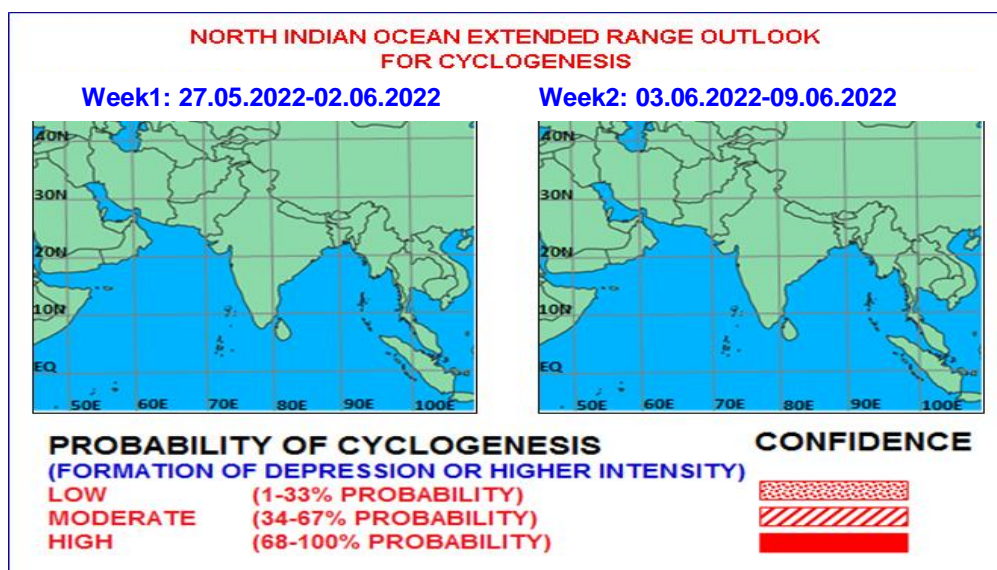 NORTH INDIAN OCEAN EXTENDED RANGE OUTLOOK
FOR CYCLOGENESIS
Week1: 27.05.2022-02.06.2022
Week2: 03.06.2022-09.06.2022
40N
30N
20N
10N
EQ
50E 60E 70E 80E 90E 100E
40N
30N
20N
10N
EQ
50E 60E 70E 80E 90E 100E
PROBABILITY OF CYCLOGENESIS
CONFIDENCE
(FORMATION OF DEPRESSION OR HIGHER INTENSITY)
LOW (1-33% PROBABILITY)
MODERATE (34-67% PROBABILITY)
HIGH (68-100% PROBABILITY)